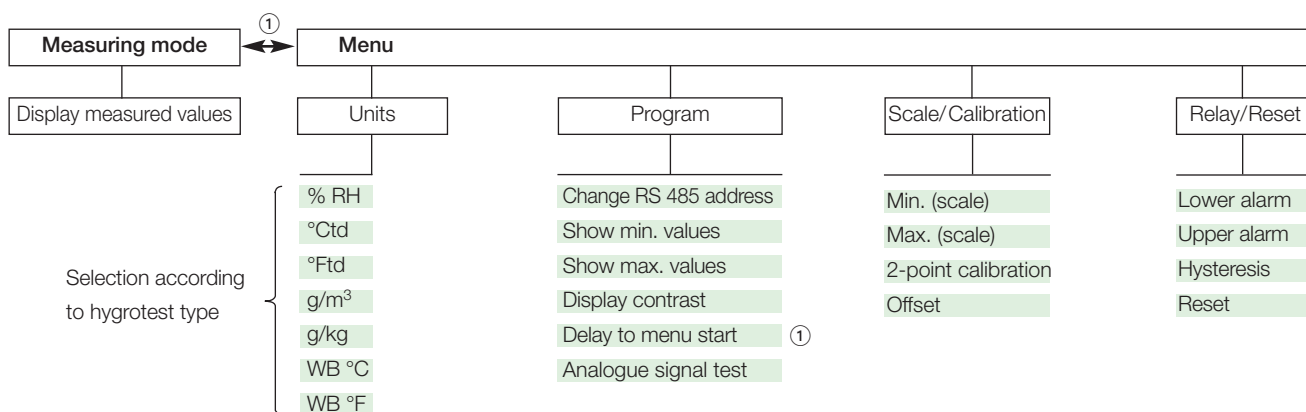 ①
Measuring mode
Menu
Display measured values
Units
Program
Scale/Calibration
Relay/Reset
Selection according
to hygrotest type
% RH
°Ctd
°Ftd
g/m³
g/kg
WB °C
WB °F
Change RS 485 address
Show min. values
Show max. values
Display contrast
Delay to menu start ①
Analogue signal test
Min. (scale)
Max. (scale)
2-point calibration
Offset
Lower alarm
Upper alarm
Hysteresis
Reset